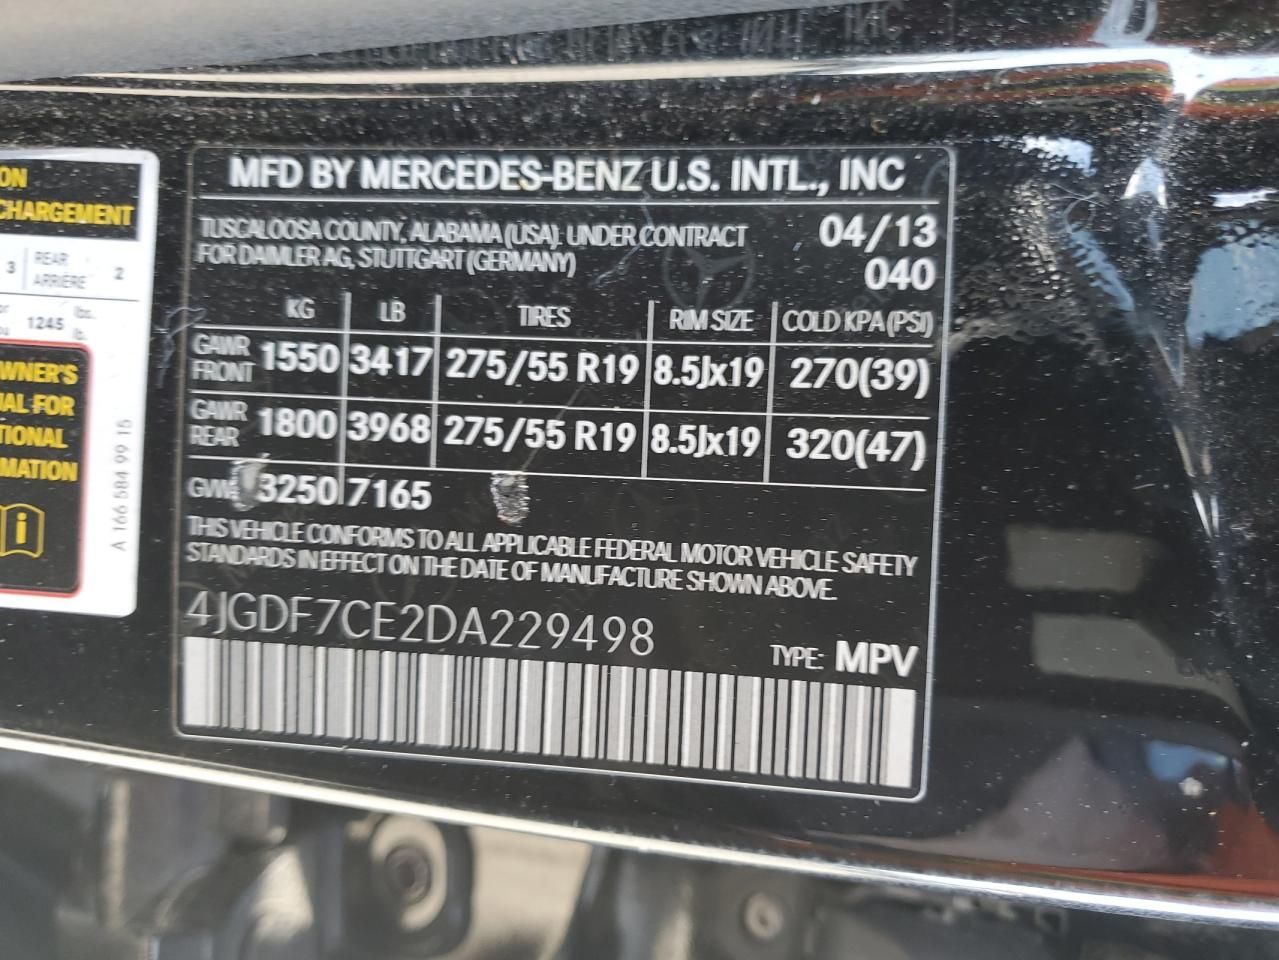 MFD BY MERCEDES-BENZ U.S. INTL., INC
TUSCALOOSA COUNTY, ALABAMA (USA). UNDER CONTRACT 04/13
FOR DAIMLER AG, STUTTGART (GERMANY) 040
KG LB TIRES RIM SIZE COLD KPA (PSI)
GAWR FRONT 1550 3417 275/55 R19 8.5Jx19 270(39)
GAWR REAR 1800 3968 275/55 R19 8.5Jx19 320(47)
3250 7165
THIS VEHICLE CONFORMS TO ALL APPLICABLE FEDERAL MOTOR VEHICLE SAFETY
STANDARDS IN EFFECT ON THE DATE OF MANUFACTURE SHOWN ABOVE.
4JGDF7CE2DA229498
TYPE: MPV
ON
CHARGEMENT
3 REAR ARRIÈRE 2
1245 lbs. lb.
WNER'S
AL FOR
TIONAL
MATION
A 166 584 99 15